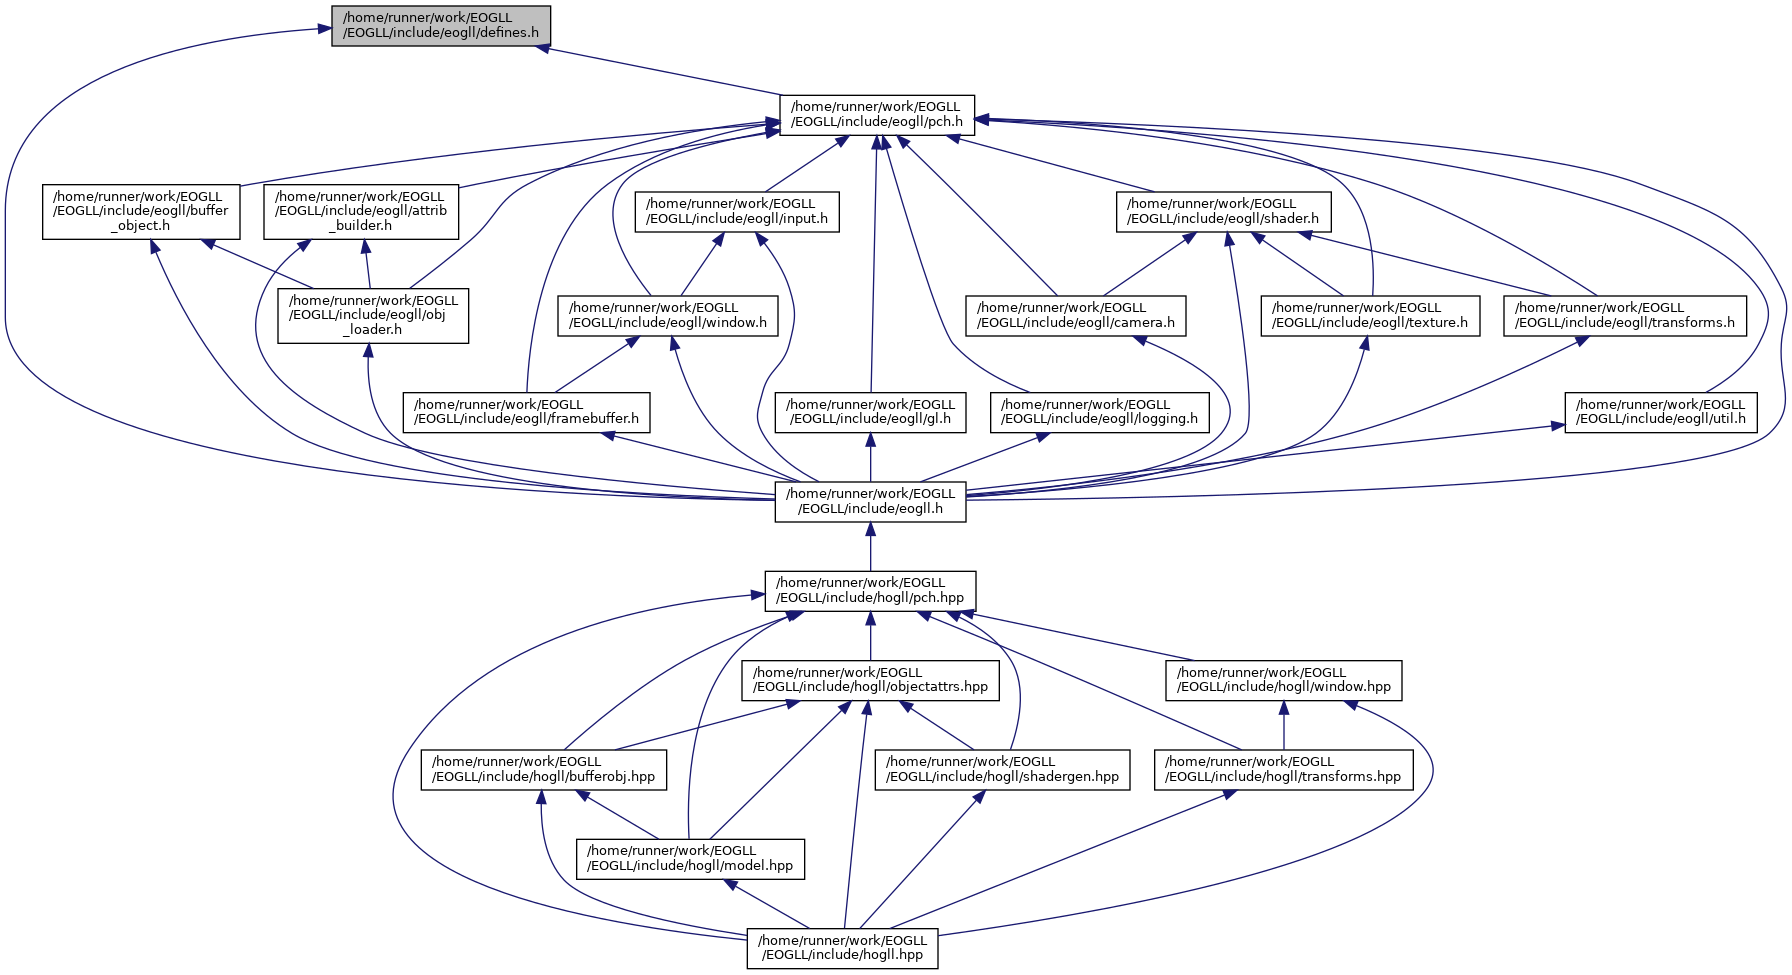 /home/runner/work/EOGLL
/EOGLL/include/eogll/defines.h
/home/runner/work/EOGLL
/EOGLL/include/eogll/pch.h
/home/runner/work/EOGLL
/EOGLL/include/eogll/buffer
_object.h
/home/runner/work/EOGLL
/EOGLL/include/eogll/attrib
_builder.h
/home/runner/work/EOGLL
/EOGLL/include/eogll/input.h
/home/runner/work/EOGLL
/EOGLL/include/eogll/shader.h
/home/runner/work/EOGLL
/EOGLL/include/eogll/obj
_loader.h
/home/runner/work/EOGLL
/EOGLL/include/eogll/window.h
/home/runner/work/EOGLL
/EOGLL/include/eogll/camera.h
/home/runner/work/EOGLL
/EOGLL/include/eogll/texture.h
/home/runner/work/EOGLL
/EOGLL/include/eogll/transforms.h
/home/runner/work/EOGLL
/EOGLL/include/eogll/framebuffer.h
/home/runner/work/EOGLL
/EOGLL/include/eogll/gl.h
/home/runner/work/EOGLL
/EOGLL/include/eogll/logging.h
/home/runner/work/EOGLL
/EOGLL/include/eogll/util.h
/home/runner/work/EOGLL
/EOGLL/include/eogll.h
/home/runner/work/EOGLL
/EOGLL/include/hogll/pch.hpp
/home/runner/work/EOGLL
/EOGLL/include/hogll/objectattrs.hpp
/home/runner/work/EOGLL
/EOGLL/include/hogll/window.hpp
/home/runner/work/EOGLL
/EOGLL/include/hogll/bufferobj.hpp
/home/runner/work/EOGLL
/EOGLL/include/hogll/shadergen.hpp
/home/runner/work/EOGLL
/EOGLL/include/hogll/transforms.hpp
/home/runner/work/EOGLL
/EOGLL/include/hogll/model.hpp
/home/runner/work/EOGLL
/EOGLL/include/hogll.hpp